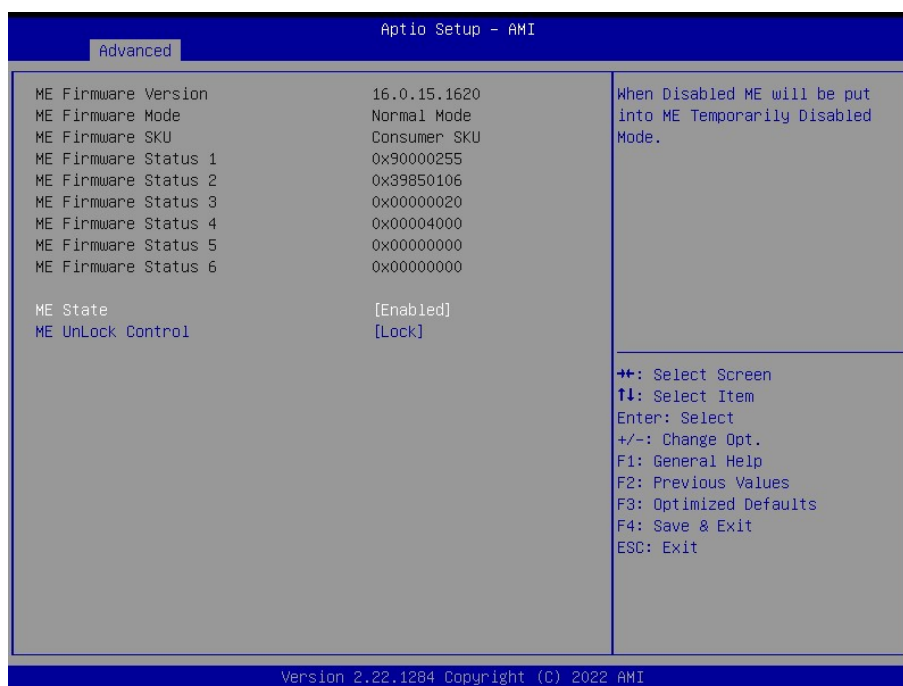 Aptio Setup - AMI
Advanced
ME Firmware Version 16.0.15.1620
ME Firmware Mode Normal Mode
ME Firmware SKU Consumer SKU
ME Firmware Status 1 0x90000255
ME Firmware Status 2 0x39850106
ME Firmware Status 3 0x00000020
ME Firmware Status 4 0x00004000
ME Firmware Status 5 0x00000000
ME Firmware Status 6 0x00000000
ME State [Enabled]
ME UnLock Control [Lock]
When Disabled ME will be put
into ME Temporarily Disabled
Mode.
→←: Select Screen
↑↓: Select Item
Enter: Select
+/-: Change Opt.
F1: General Help
F2: Previous Values
F3: Optimized Defaults
F4: Save & Exit
ESC: Exit
Version 2.22.1284 Copyright (C) 2022 AMI